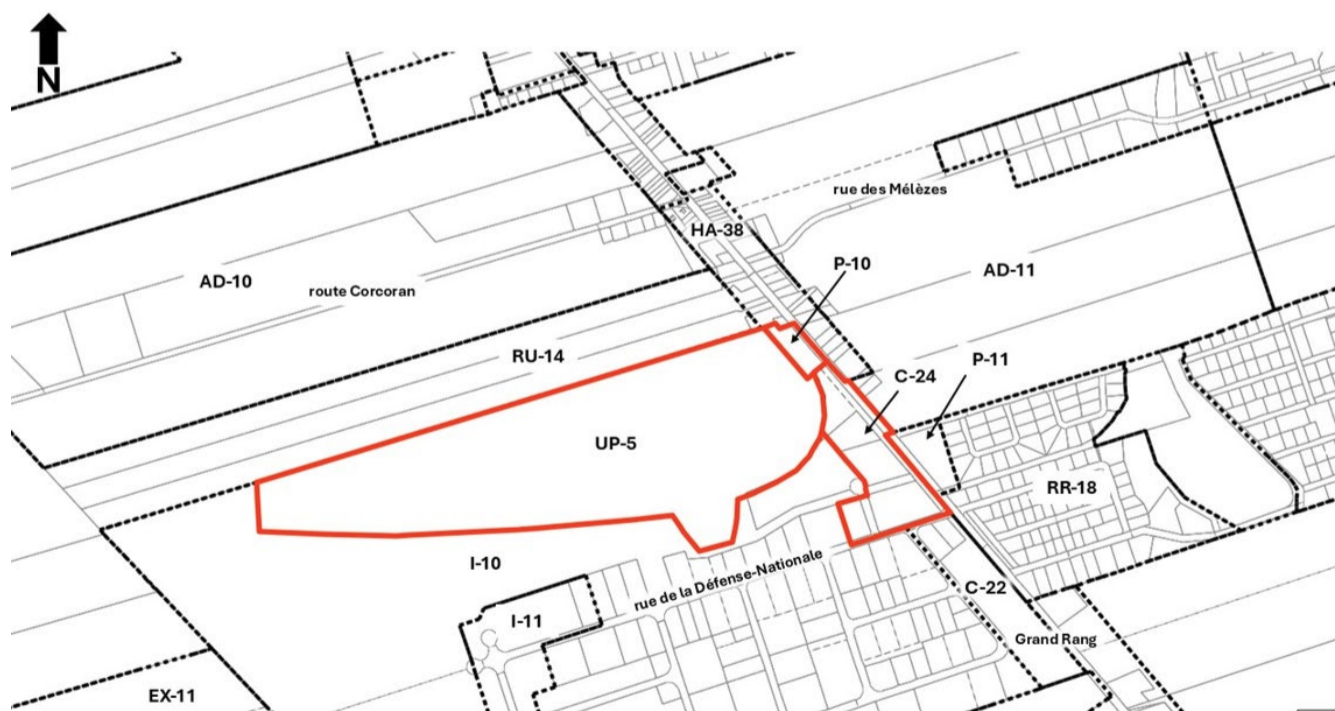 N
rue des Mélèzes
HA-38
P-10
AD-10
AD-11
route Corcoran
RU-14
P-11
C-24
UP-5
RR-18
I-10
rue de la Défense-Nationale
C-22
I-11
Grand Rang
EX-11